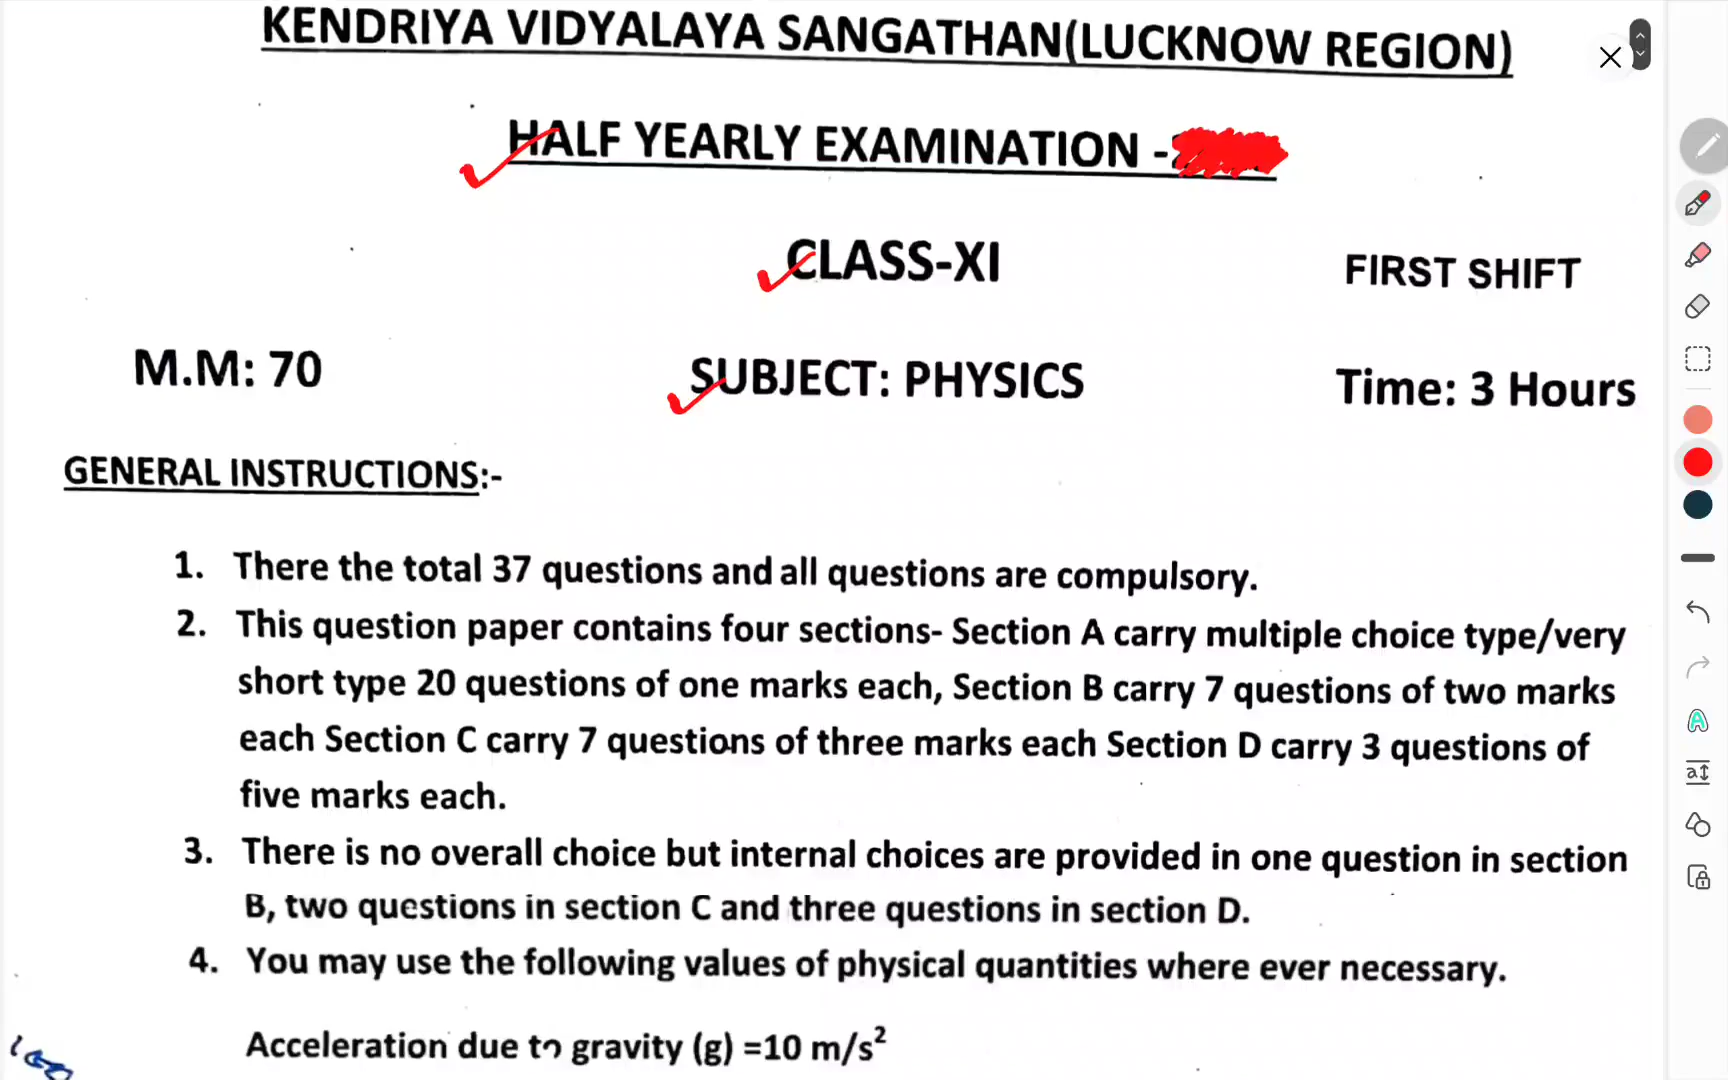 KENDRIYA VIDYALAYA SANGATHAN(LUCKNOW REGION)
HALF YEARLY EXAMINATION -
CLASS-XI
FIRST SHIFT
M.M: 70
SUBJECT: PHYSICS
Time: 3 Hours
GENERAL INSTRUCTIONS:-
1. There the total 37 questions and all questions are compulsory.
2. This question paper contains four sections- Section A carry multiple choice type/very
short type 20 questions of one marks each, Section B carry 7 questions of two marks
each Section C carry 7 questions of three marks each Section D carry 3 questions of
five marks each.
3. There is no overall choice but internal choices are provided in one question in section
B, two questions in section C and three questions in section D.
4. You may use the following values of physical quantities where ever necessary.
Acceleration due to gravity (g) =10 m/s²